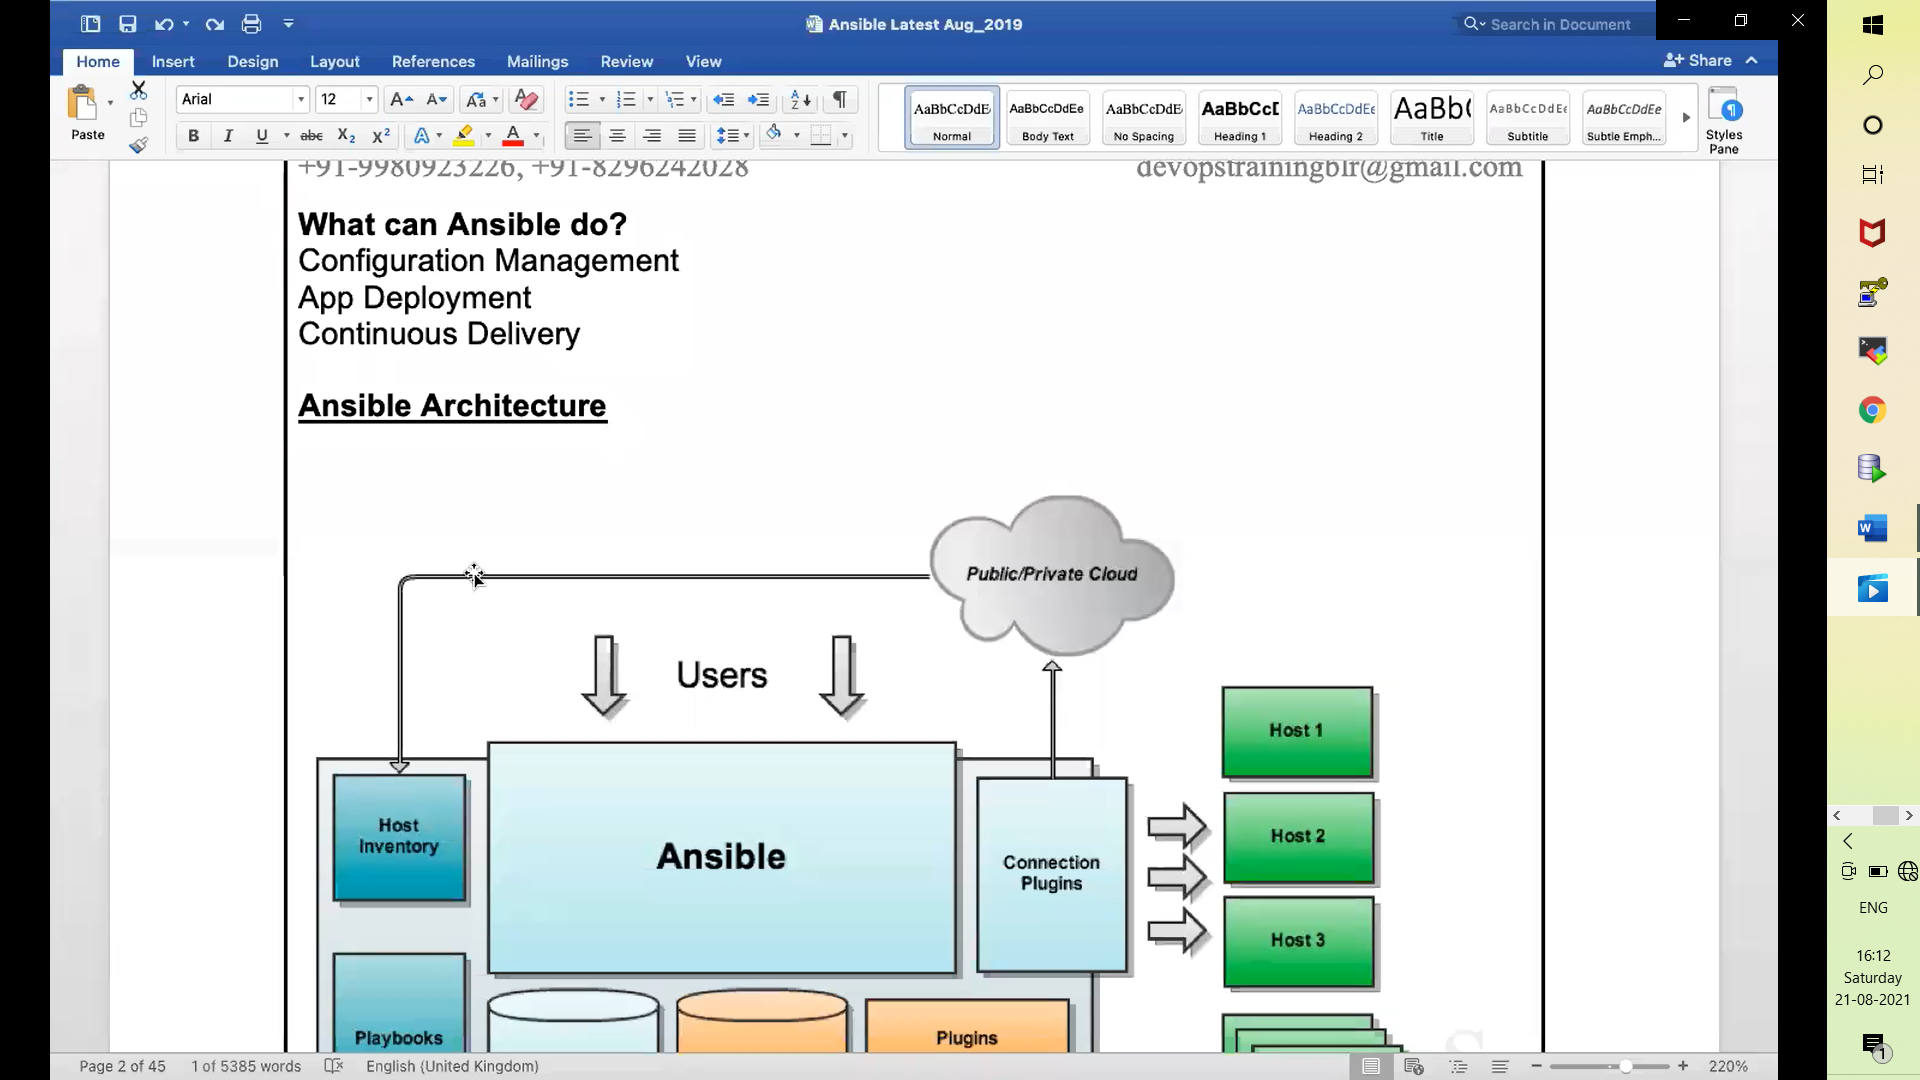 Ansible Latest Aug_2019
Search in Document
Home Insert Design Layout References Mailings Review View
Share
Arial 12
Paste
AaBbCcDdE AaBbCcDdEe AaBbCcDdE AaBbCcI AaBbCcDdEe AaBb( AaBbCcDdEe AaBbCcDdEe
Normal Body Text No Spacing Heading 1 Heading 2 Title Subtitle Subtle Emph...
Styles
Pane
+91-9980923226, +91-8296242028 devopstrainingblr@gmail.com
What can Ansible do?
Configuration Management
App Deployment
Continuous Delivery
Ansible Architecture
Public/Private Cloud
Users
Host 1
Host
Inventory
Ansible
Connection
Plugins
Host 2
Host 3
Playbooks
Plugins
Page 2 of 45 1 of 5385 words English (United Kingdom) 220%
ENG
16:12
Saturday
21-08-2021
1